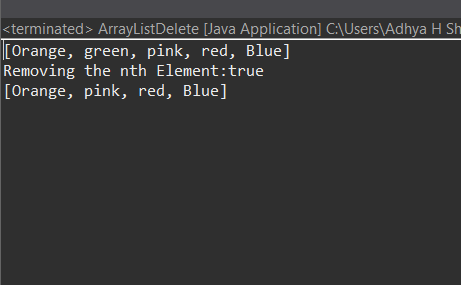 <terminated> ArrayListDelete [Java Application] C:\Users\Adhya H Sh
[Orange, green, pink, red, Blue]
Removing the nth Element:true
[Orange, pink, red, Blue]